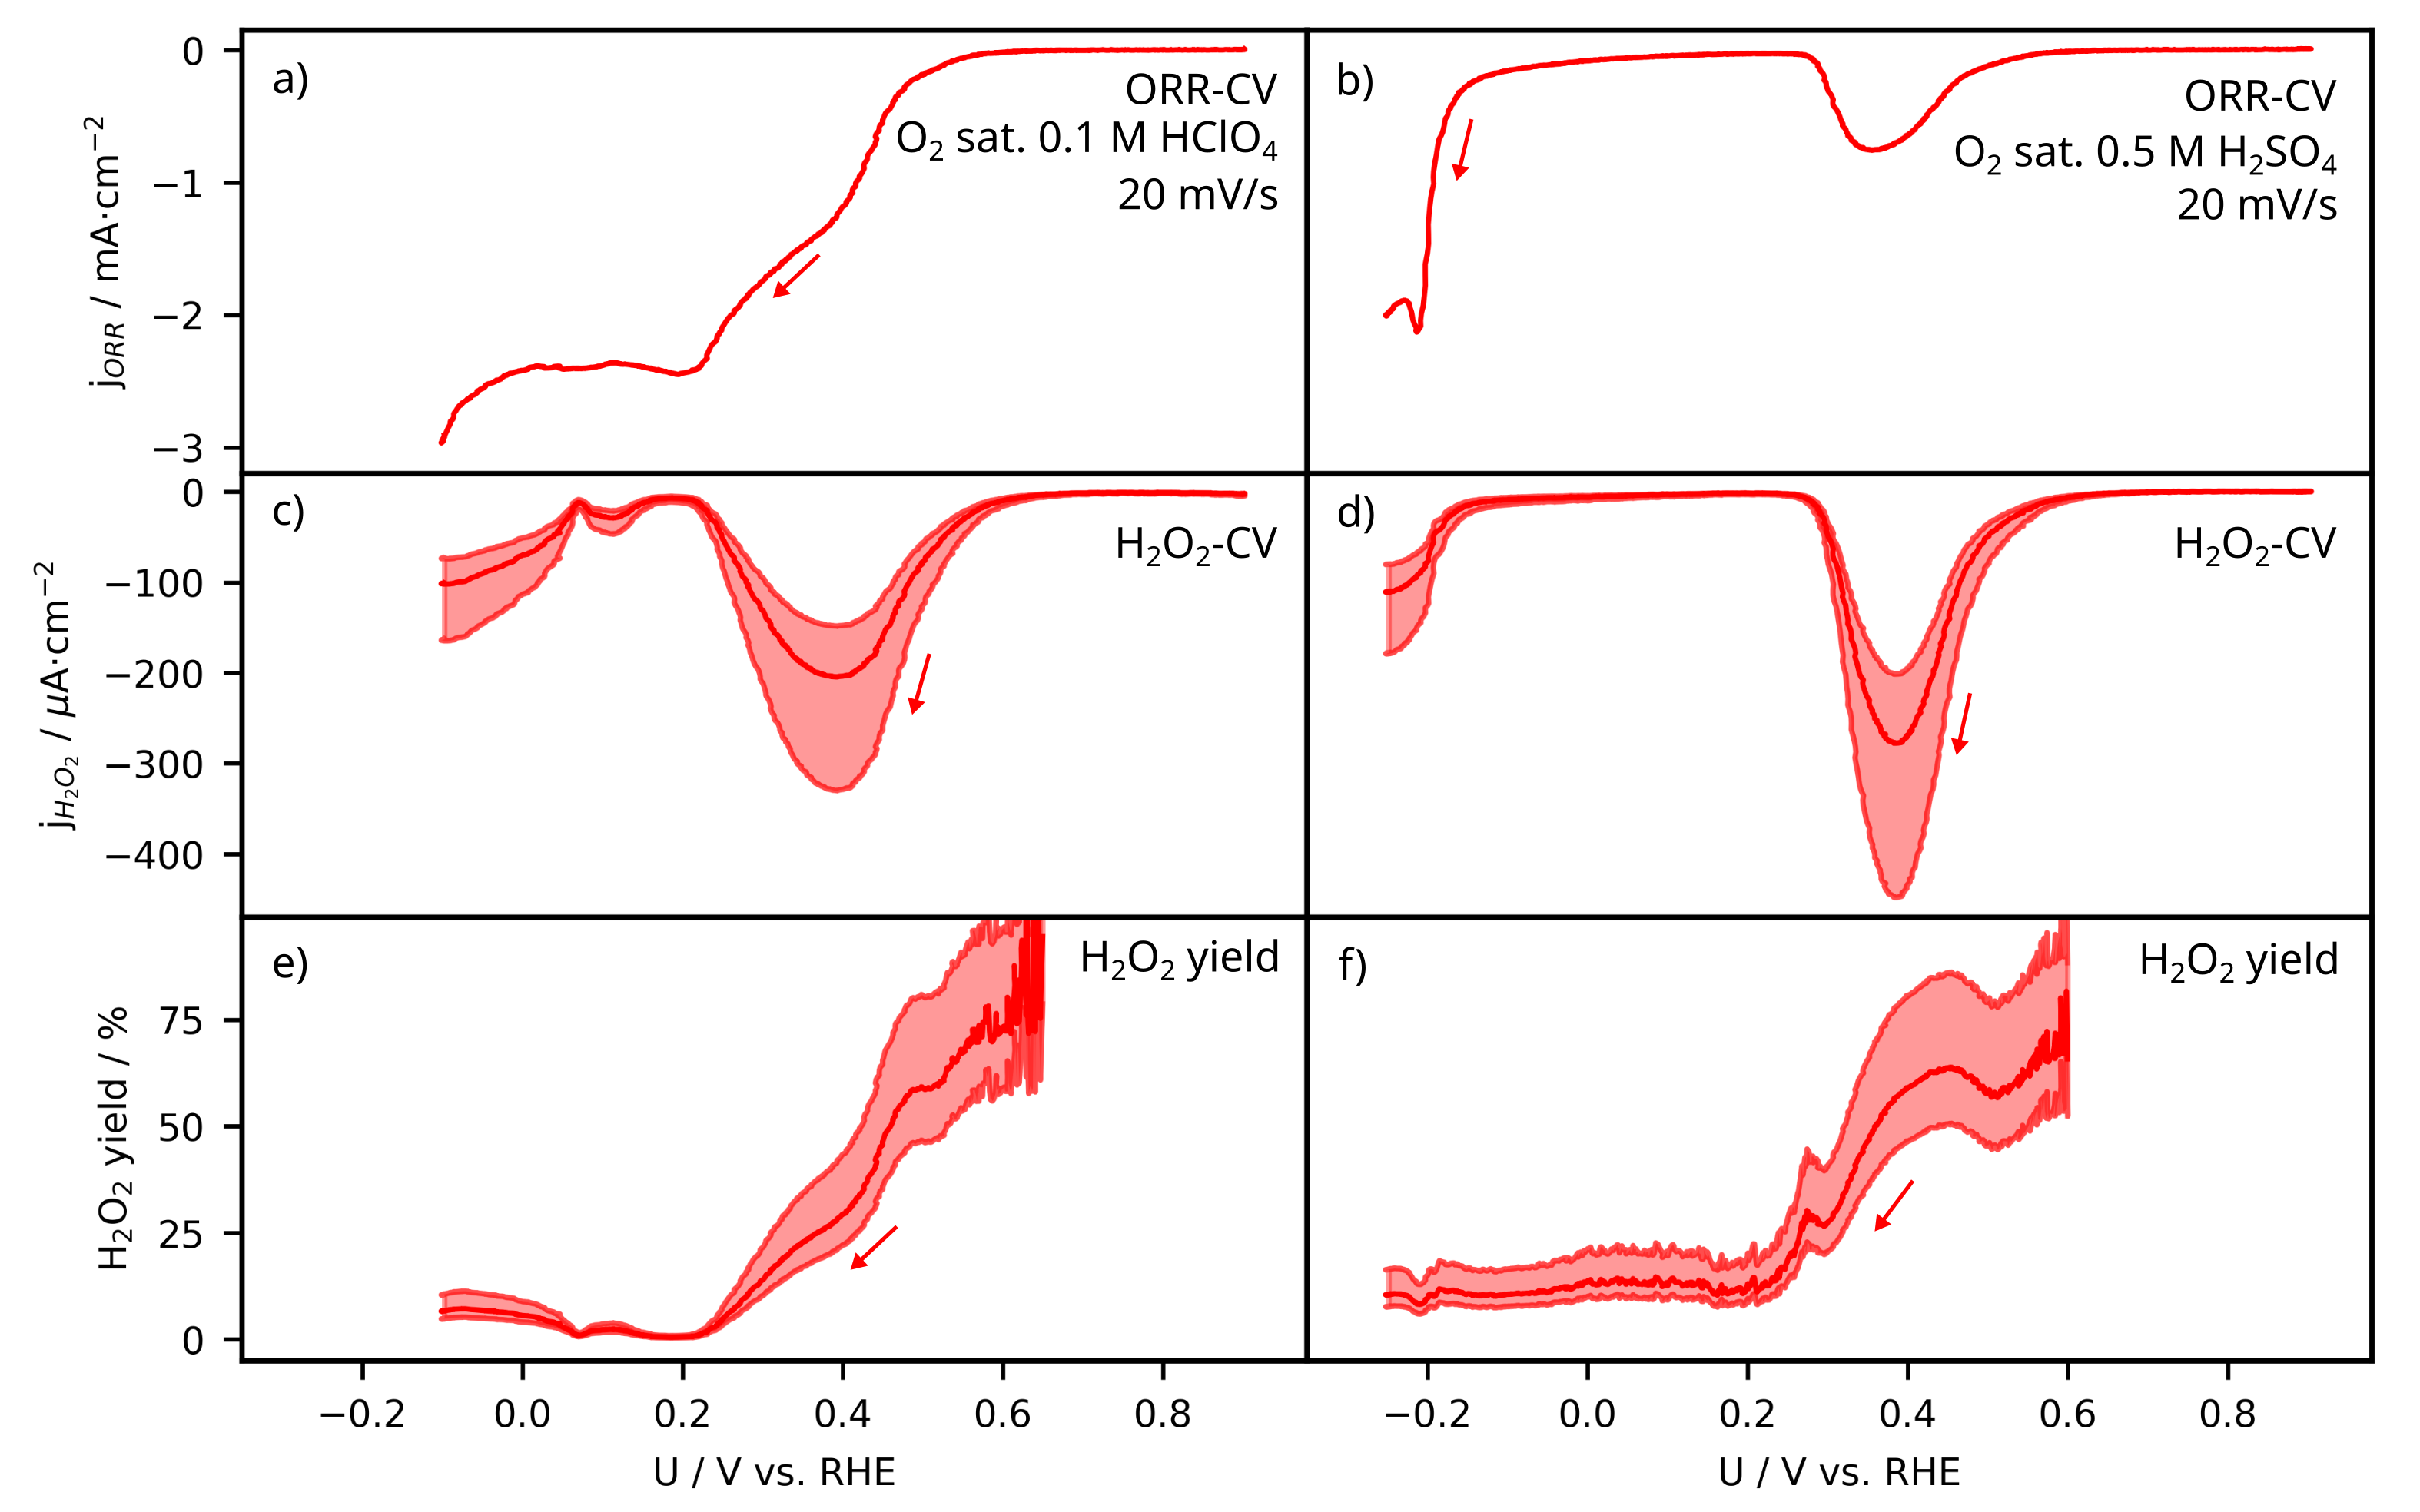 a)
ORR-CV
O₂ sat. 0.1 M HClO₄
20 mV/s
b)
ORR-CV
O₂ sat. 0.5 M H₂SO₄
20 mV/s
0
−1
−2
−3
j_ORR / mA·cm⁻²
c)
H₂O₂-CV
d)
H₂O₂-CV
0
−100
−200
−300
−400
j_H₂O₂ / μA·cm⁻²
e)
H₂O₂ yield
f)
H₂O₂ yield
75
50
25
0
H₂O₂ yield / %
−0.2 0.0 0.2 0.4 0.6 0.8
−0.2 0.0 0.2 0.4 0.6 0.8
U / V vs. RHE
U / V vs. RHE